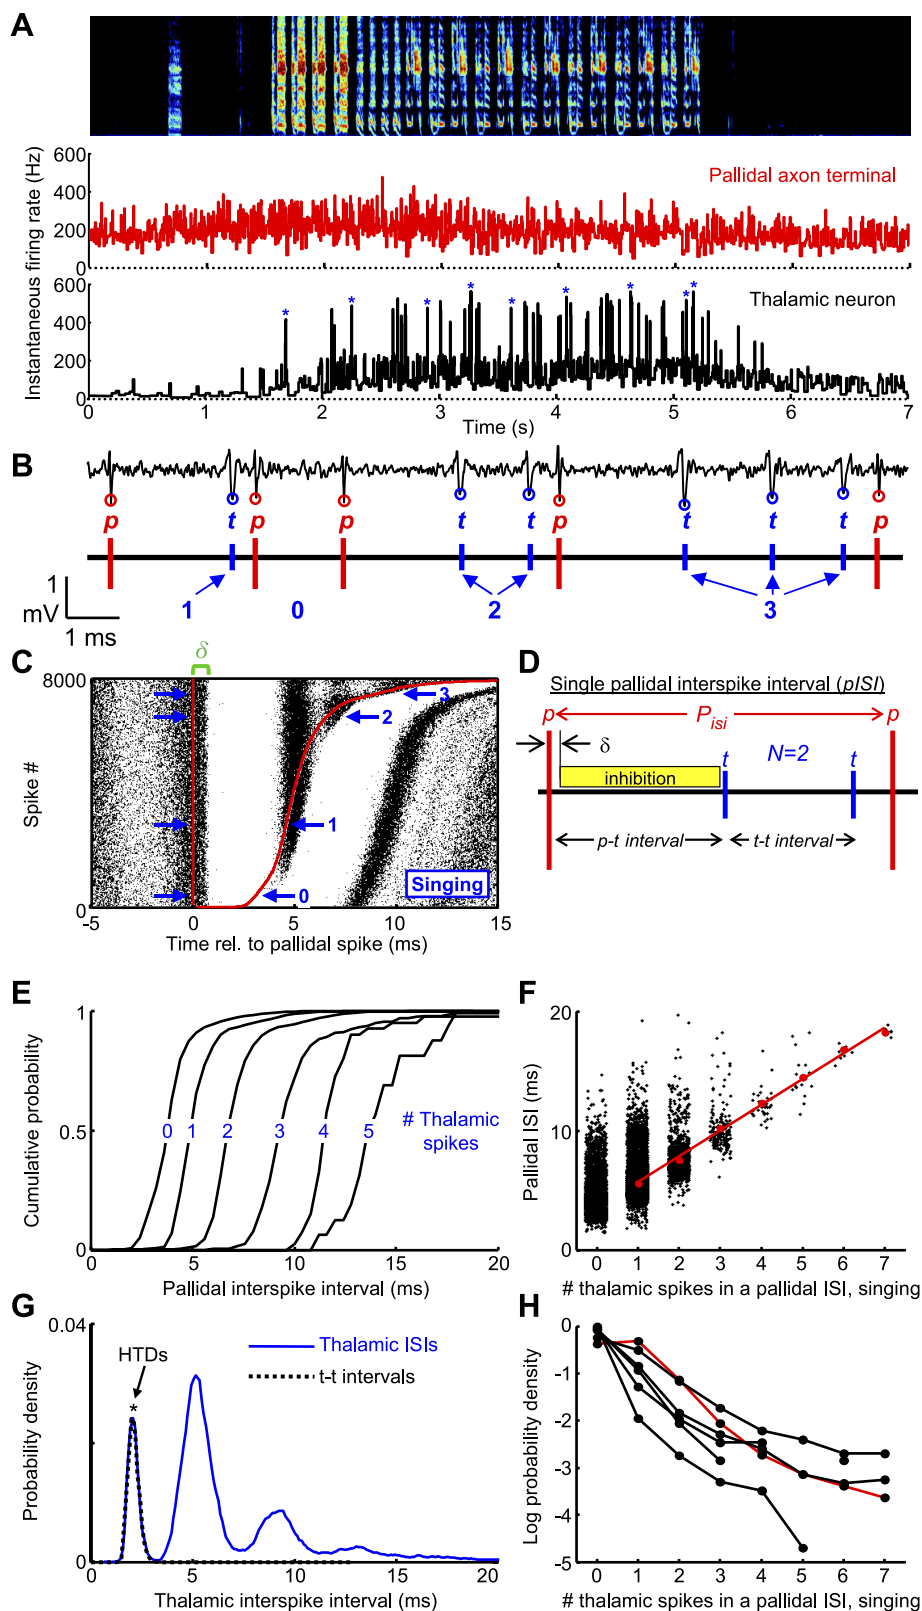 A
Instantaneous firing rate (Hz)
600
400
200
0
Pallidal axon terminal
600
400
200
0
Thalamic neuron
* * * * * * * * *
0 1 2 3 4 5 6 7
Time (s)
B
p t p p t t p t t t p
1 0 2 3
1
mV
1 ms
C
δ
8000
Spike #
0
3
2
1
0
Singing
-5 0 5 10 15
Time rel. to pallidal spike (ms)
D
Single pallidal interspike interval (pISI)
p Pisi p
δ
t N=2 t
inhibition
p-t interval t-t interval
E
1
0.5
0
Cumulative probability
0 1 2 3 4 5
# Thalamic
spikes
0 5 10 15 20
Pallidal interspike interval (ms)
F
20
10
0
Pallidal ISI (ms)
0 1 2 3 4 5 6 7
# thalamic spikes in a pallidal ISI, singing
G
0.04
0
Probability density
HTDs
*
Thalamic ISIs
t-t intervals
0 5 10 15 20
Thalamic interspike interval (ms)
H
0
-1
-2
-3
-4
-5
Log probability density
0 1 2 3 4 5 6 7
# thalamic spikes in a pallidal ISI, singing